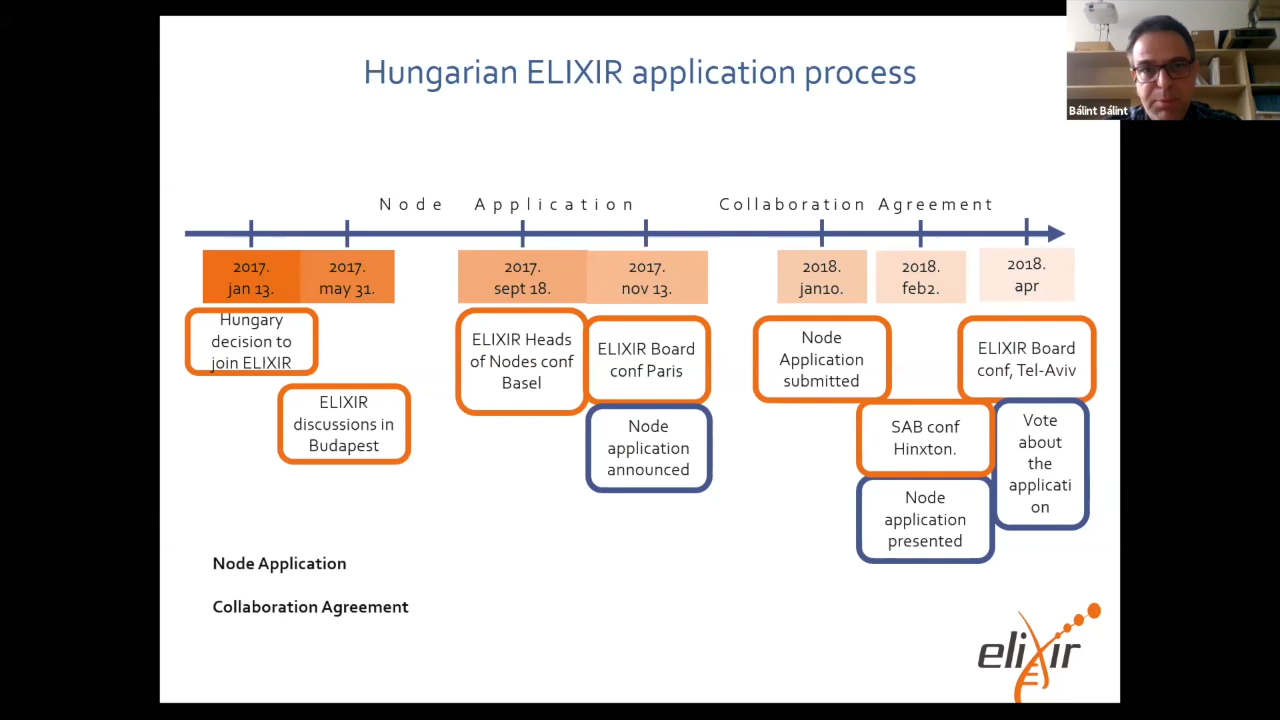 Hungarian ELIXIR application process
Bálint Bálint
Node Application
Collaboration Agreement
2017.
jan 13.
2017.
may 31.
2017.
sept 18.
2017.
nov 13.
2018.
jan10.
2018.
feb2.
2018.
apr
Hungary
decision to
join ELIXIR
ELIXIR
discussions in
Budapest
ELIXIR Heads
of Nodes conf
Basel
ELIXIR Board
conf Paris
Node
application
announced
Node
Application
submitted
SAB conf
Hinxton.
Node
application
presented
ELIXIR Board
conf, Tel-Aviv
Vote
about
the
applicati
on
Node Application
Collaboration Agreement
elixir